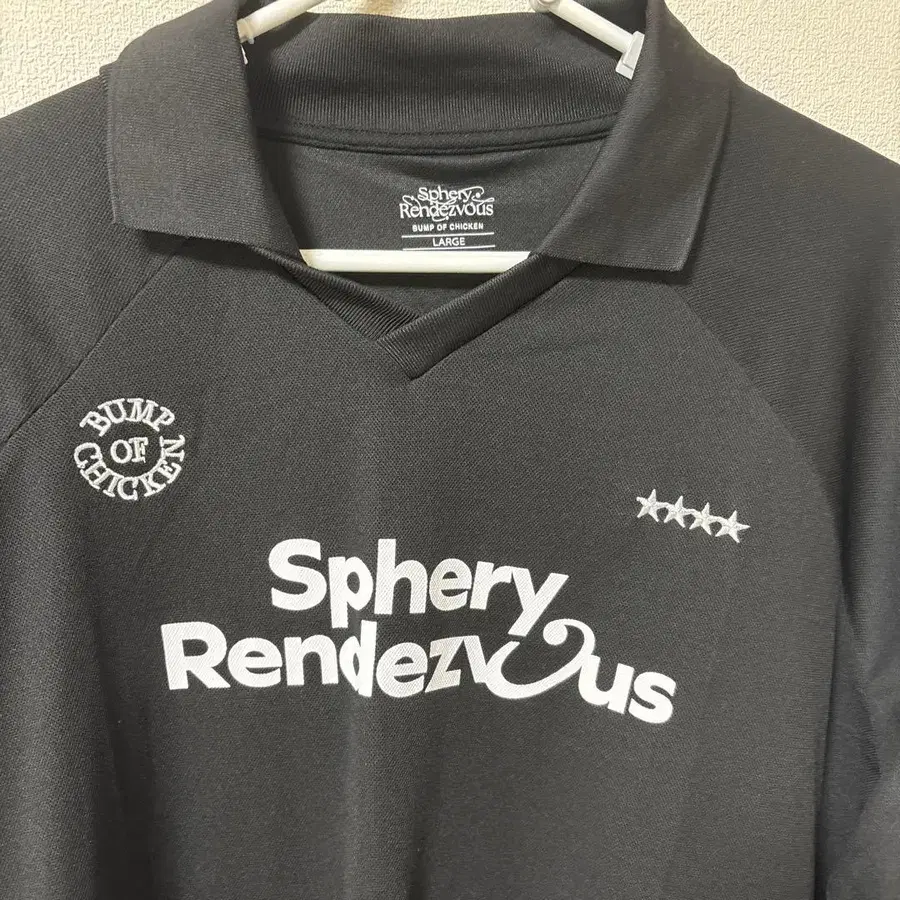 Sphery
Rendezvous
BUMP OF CHICKEN
LARGE
BUMP
OF
CHICKEN
Sphery
Rendezvous